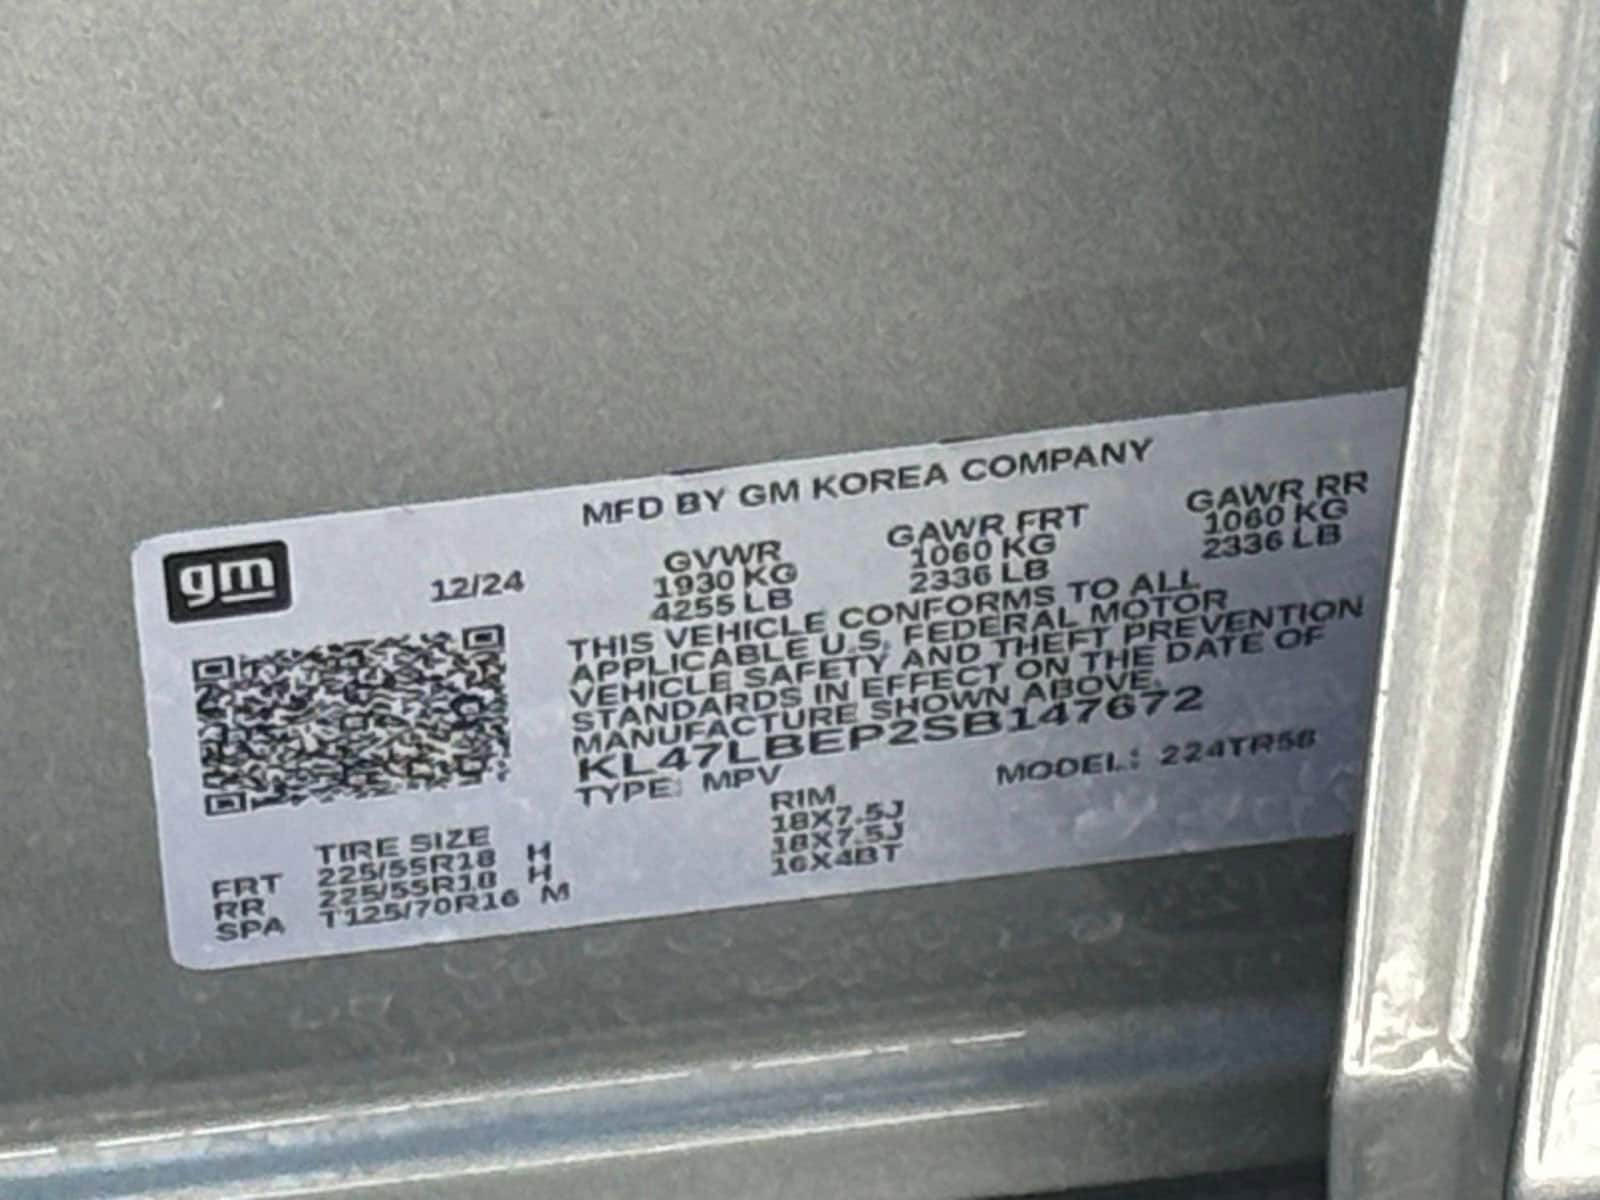 MFD BY GM KOREA COMPANY
gm
12/24
GVWR GAWR FRT GAWR RR
1930 KG 1060 KG 1060 KG
4255 LB 2336 LB 2336 LB
THIS VEHICLE CONFORMS TO ALL
APPLICABLE U.S. FEDERAL MOTOR
VEHICLE SAFETY AND THEFT PREVENTION
STANDARDS IN EFFECT ON THE DATE OF
MANUFACTURE SHOWN ABOVE.
KL47LBEP2SB147672
TYPE: MPV MODEL: 224TR56
TIRE SIZE RIM
FRT 225/55R18 H 18X7.5J
RR 225/55R18 H 18X7.5J
SPA T125/70R16 M 16X4BT